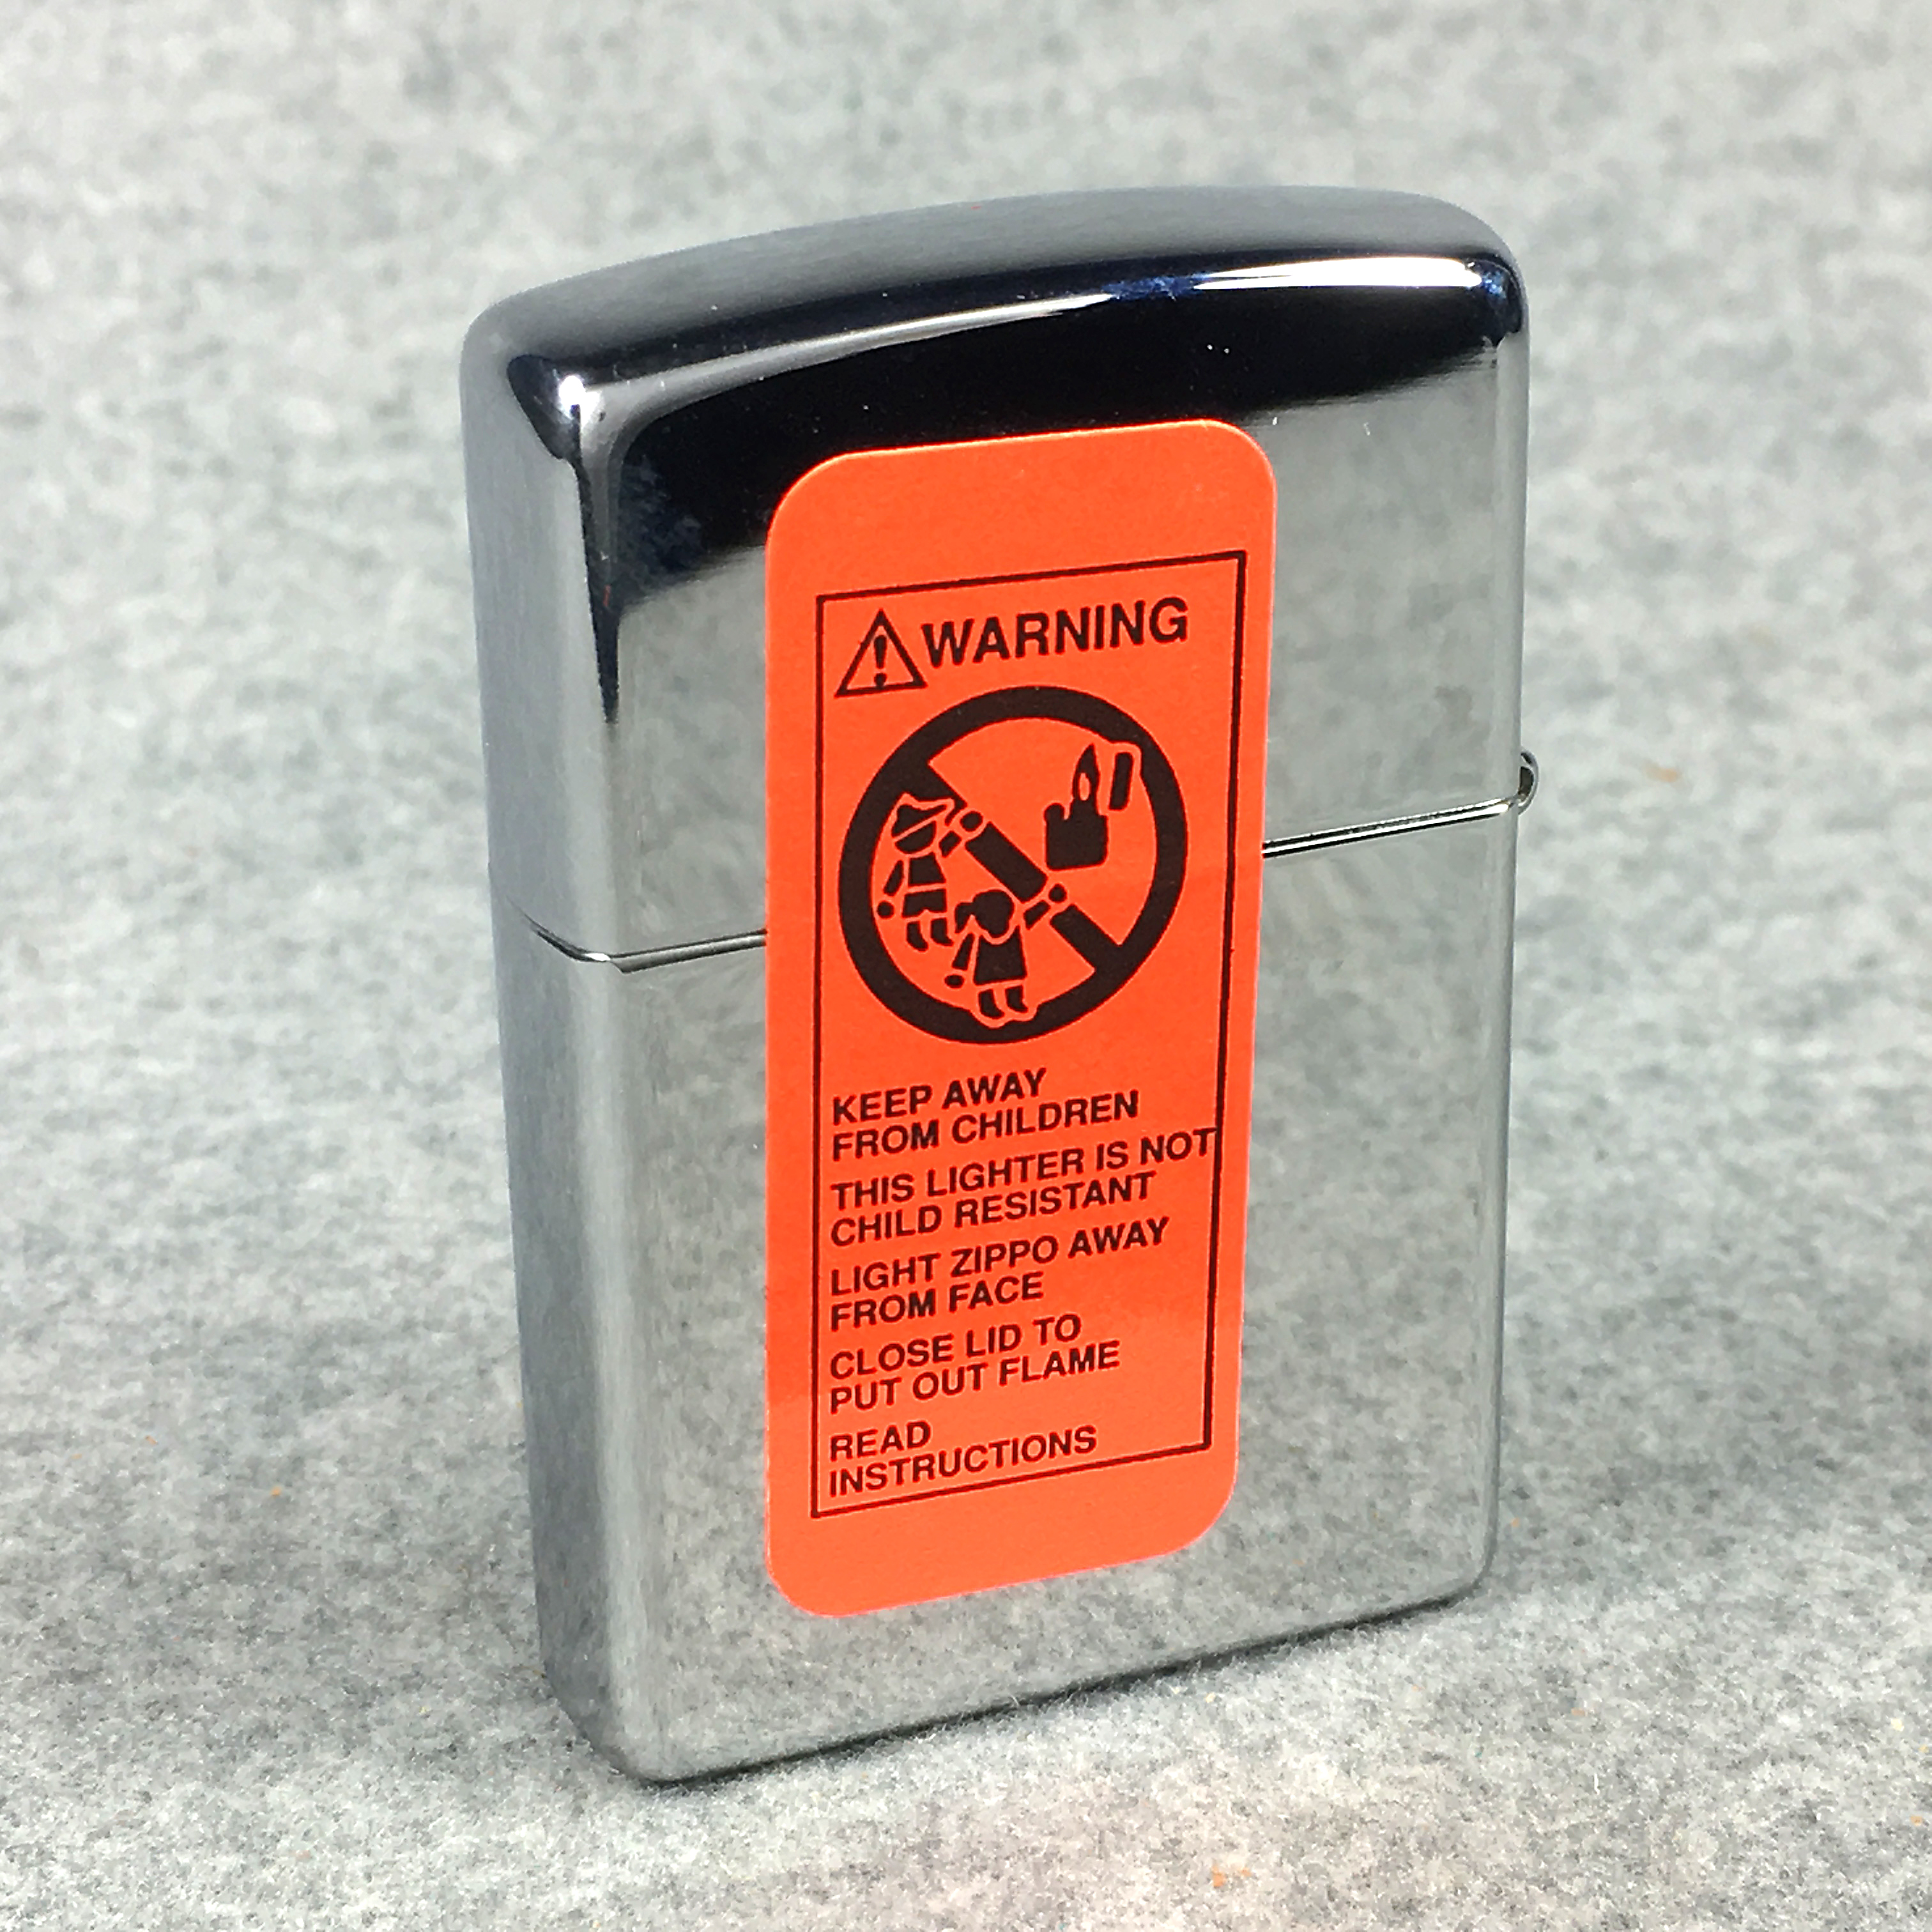 WARNING
KEEP AWAY
FROM CHILDREN
THIS LIGHTER IS NOT
CHILD RESISTANT
LIGHT ZIPPO AWAY
FROM FACE
CLOSE LID TO
PUT OUT FLAME
READ
INSTRUCTIONS